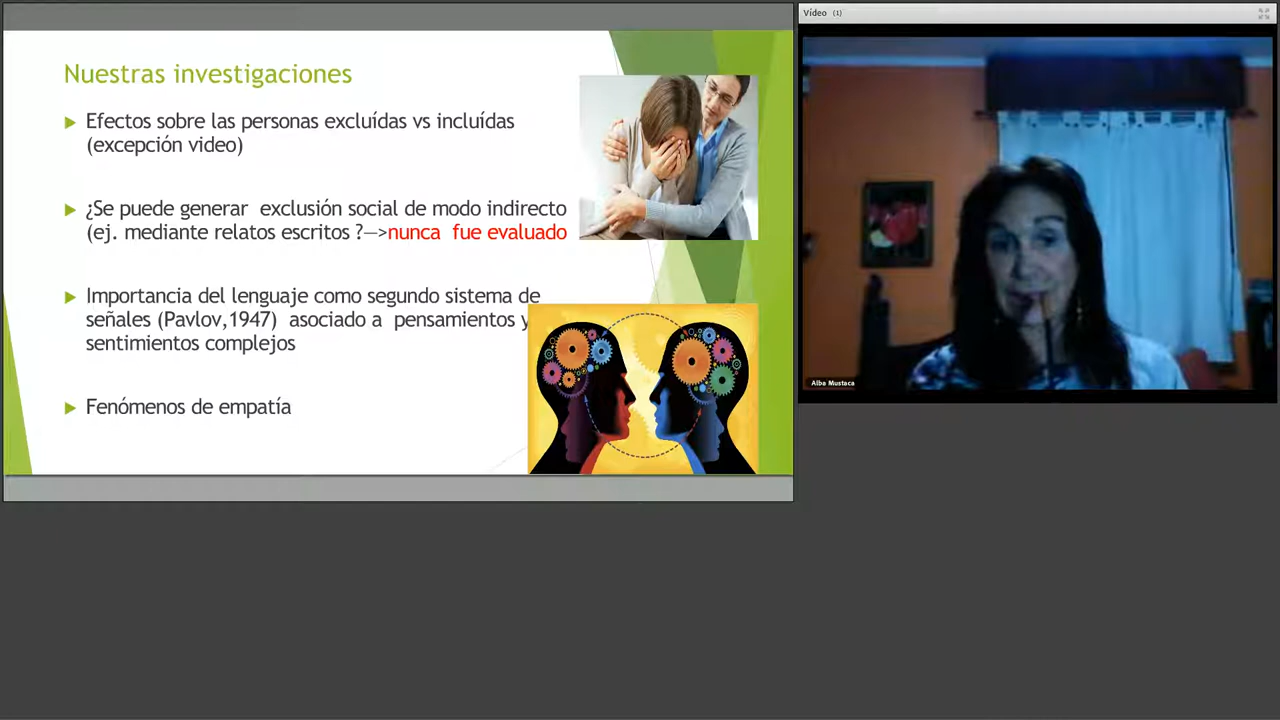 Nuestras investigaciones
Efectos sobre las personas excluídas vs incluídas
(excepción video)
¿Se puede generar exclusión social de modo indirecto
(ej. mediante relatos escritos ?—>nunca fue evaluado
Importancia del lenguaje como segundo sistema de
señales (Pavlov,1947) asociado a pensamientos y
sentimientos complejos
Fenómenos de empatía
Vídeo (1)
Alba Mustaca